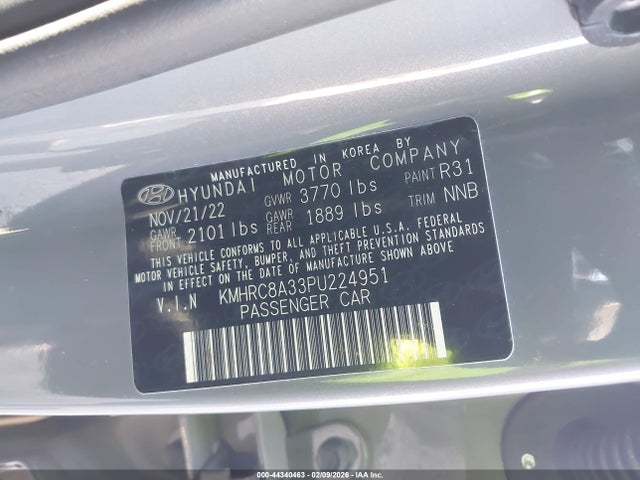 MANUFACTURED IN KOREA BY
HYUNDAI MOTOR COMPANY
NOV/21/22 GVWR 3770 lbs PAINT R31
GAWR FRONT 2101 lbs GAWR REAR 1889 lbs TRIM NNB
THIS VEHICLE CONFORMS TO ALL APPLICABLE U.S.A. FEDERAL
MOTOR VEHICLE SAFETY, BUMPER, AND THEFT PREVENTION STANDARDS
IN EFFECT ON THE DATE OF MANUFACTURE SHOWN ABOVE
V.I.N KMHRC8A33PU224951
PASSENGER CAR
000-44340463 - 02/09/2026 - IAA Inc.